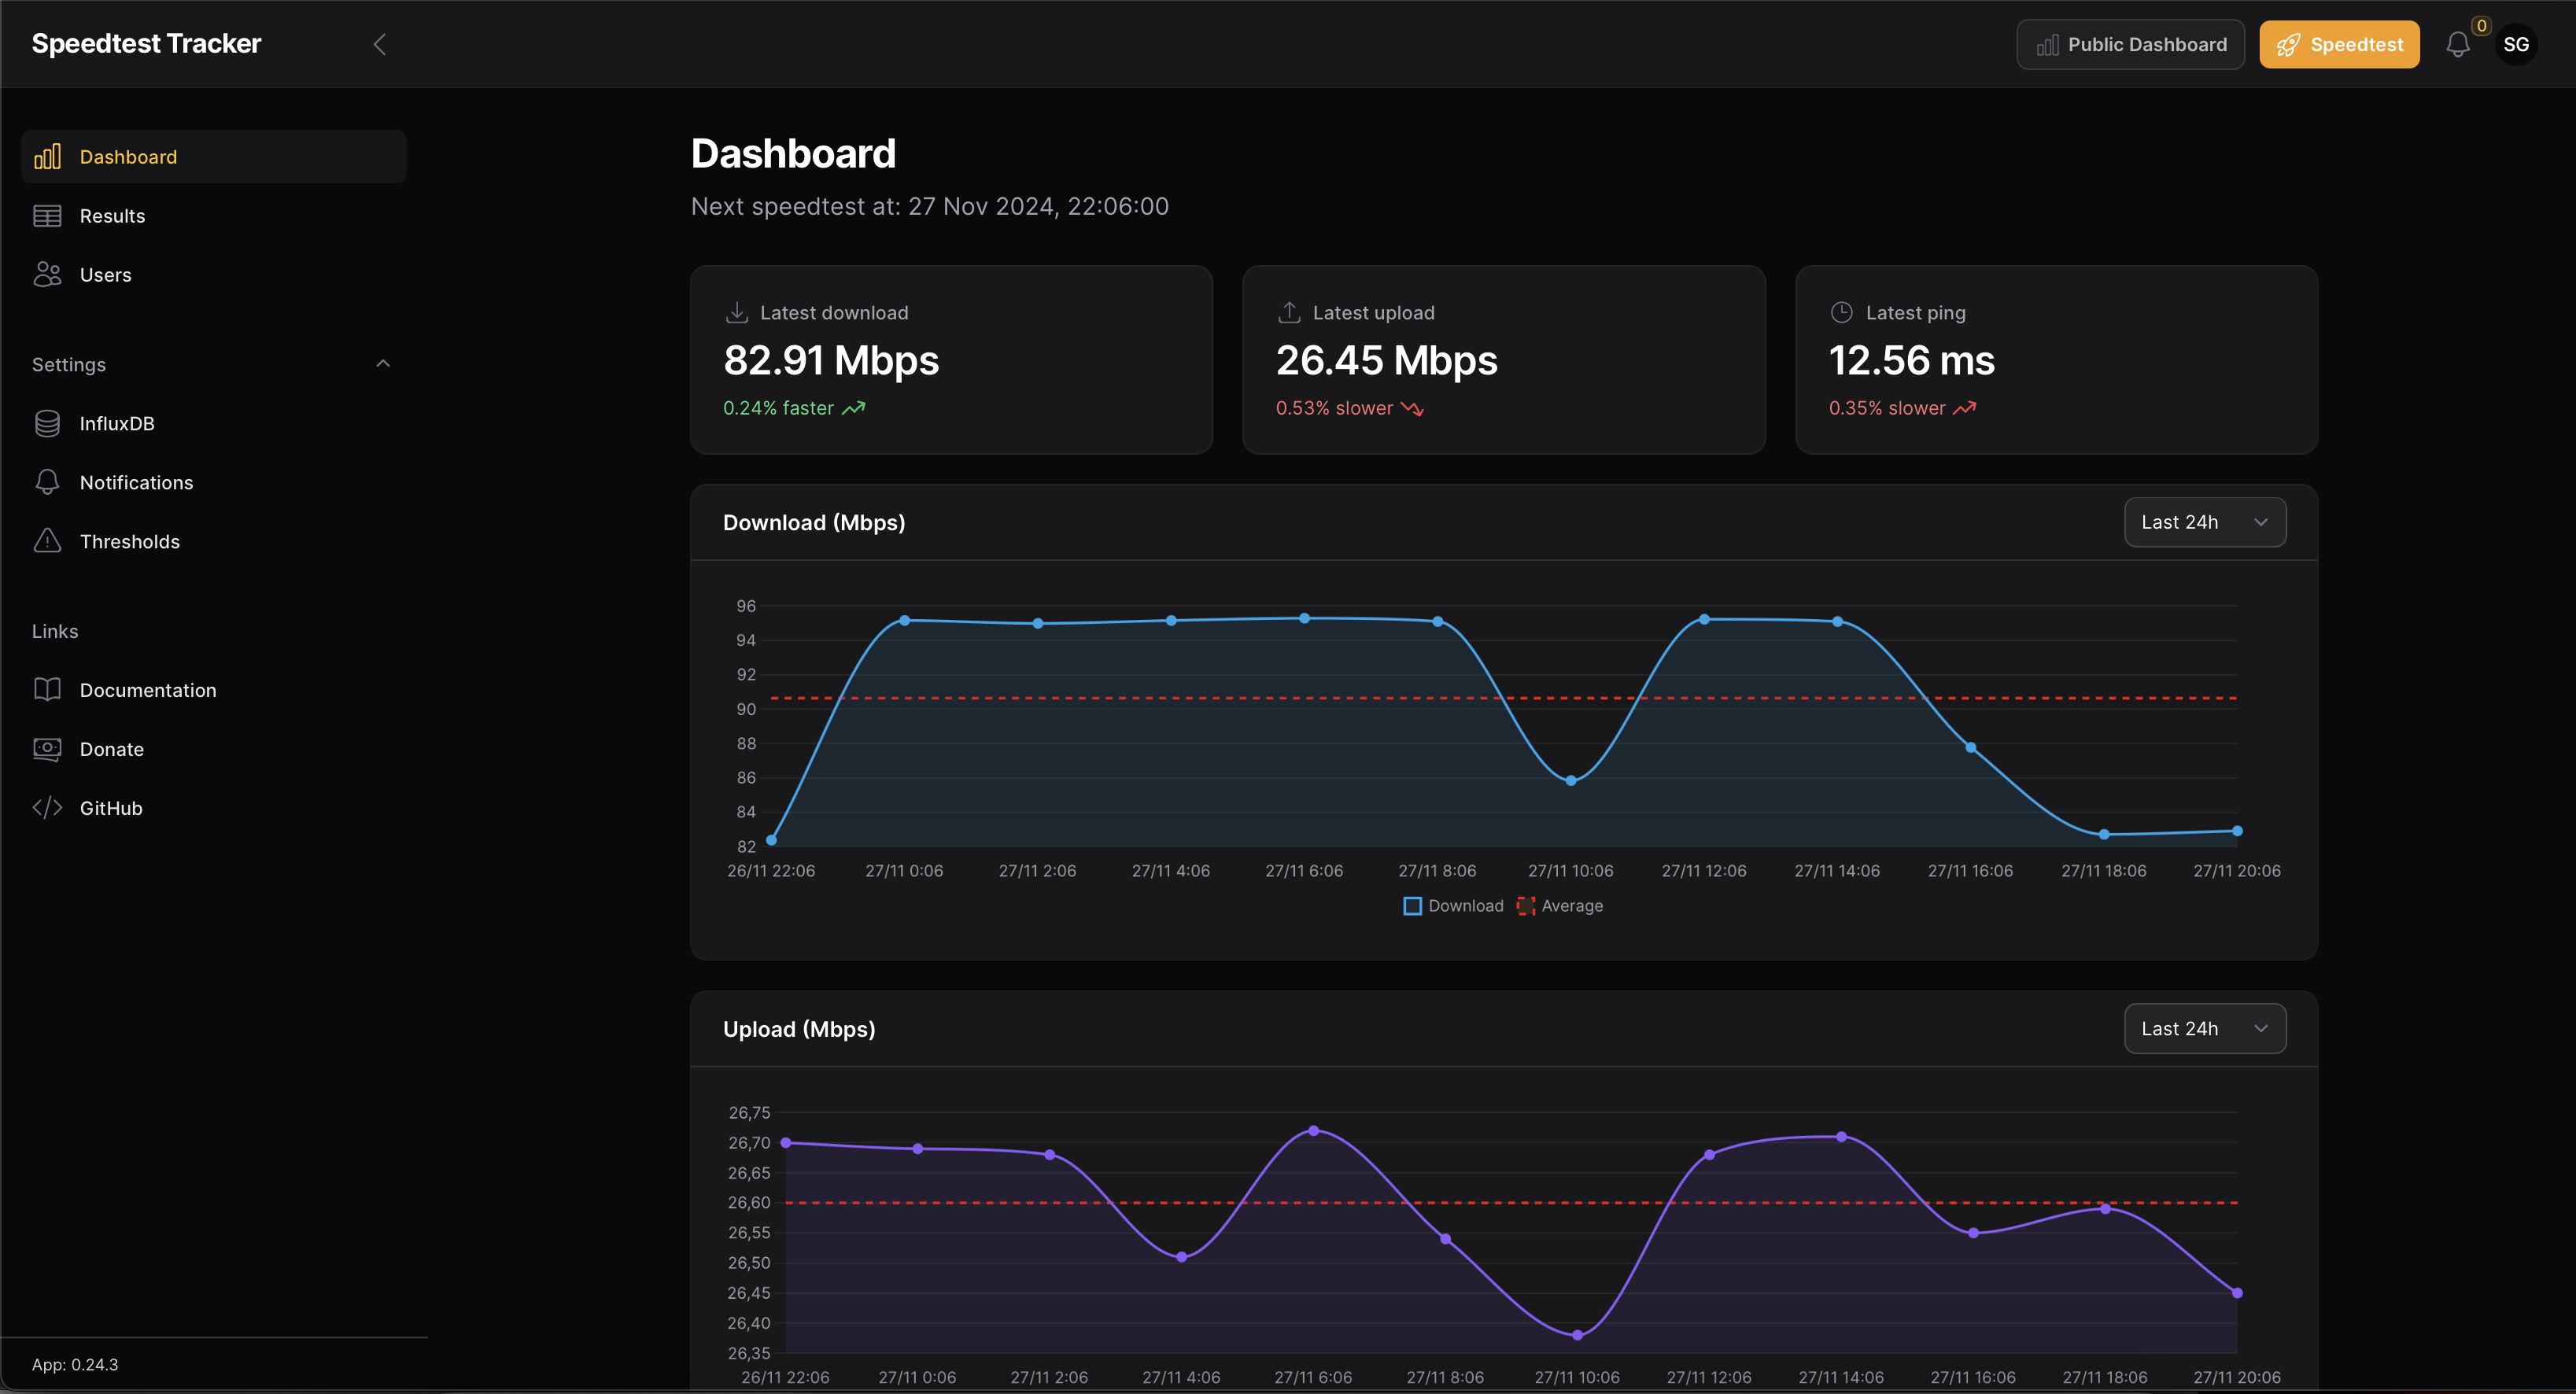 Speedtest Tracker
Public Dashboard
Speedtest
0
SG
Dashboard
Results
Users
Settings
InfluxDB
Notifications
Thresholds
Links
Documentation
Donate
GitHub
App: 0.24.3
Dashboard
Next speedtest at: 27 Nov 2024, 22:06:00
Latest download
82.91 Mbps
0.24% faster
Latest upload
26.45 Mbps
0.53% slower
Latest ping
12.56 ms
0.35% slower
Download (Mbps)
Last 24h
96
94
92
90
88
86
84
82
26/11 22:06 27/11 0:06 27/11 2:06 27/11 4:06 27/11 6:06 27/11 8:06 27/11 10:06 27/11 12:06 27/11 14:06 27/11 16:06 27/11 18:06 27/11 20:06
Download Average
Upload (Mbps)
Last 24h
26,75
26,70
26,65
26,60
26,55
26,50
26,45
26,40
26,35
26/11 22:06 27/11 0:06 27/11 2:06 27/11 4:06 27/11 6:06 27/11 8:06 27/11 10:06 27/11 12:06 27/11 14:06 27/11 16:06 27/11 18:06 27/11 20:06